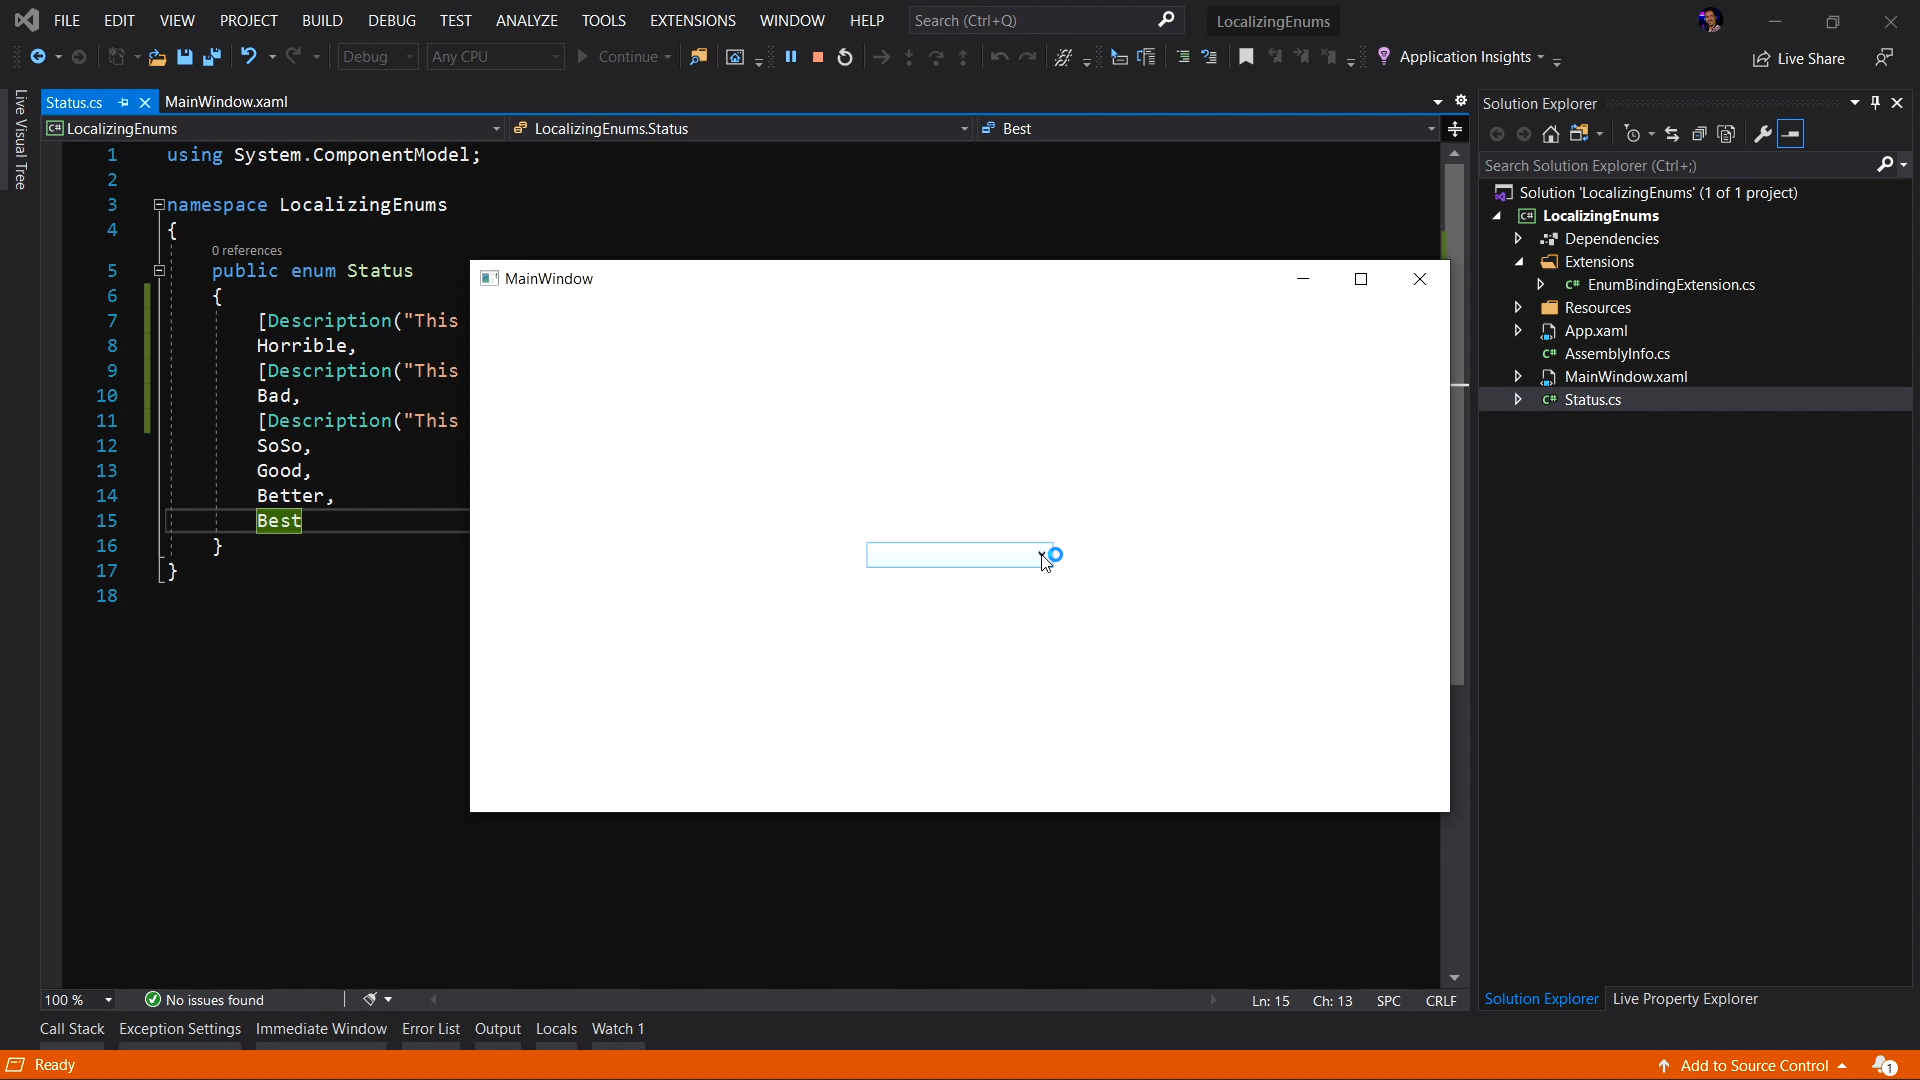 FILE EDIT VIEW PROJECT BUILD DEBUG TEST ANALYZE TOOLS EXTENSIONS WINDOW HELP Search (Ctrl+Q) LocalizingEnums
Debug Any CPU Continue Application Insights Live Share
Live Visual Tree
Status.cs MainWindow.xaml
LocalizingEnums LocalizingEnums.Status Best
1 using System.ComponentModel;
2
3 namespace LocalizingEnums
4 {
0 references
5 public enum Status
6 {
7 [Description("This
8 Horrible,
9 [Description("This
10 Bad,
11 [Description("This
12 SoSo,
13 Good,
14 Better,
15 Best
16 }
17 }
18
MainWindow
Solution Explorer
Search Solution Explorer (Ctrl+;)
Solution 'LocalizingEnums' (1 of 1 project)
C# LocalizingEnums
Dependencies
Extensions
C# EnumBindingExtension.cs
Resources
App.xaml
C# AssemblyInfo.cs
MainWindow.xaml
C# Status.cs
100 % No issues found Ln: 15 Ch: 13 SPC CRLF
Solution Explorer Live Property Explorer
Call Stack Exception Settings Immediate Window Error List Output Locals Watch 1
Ready Add to Source Control 1